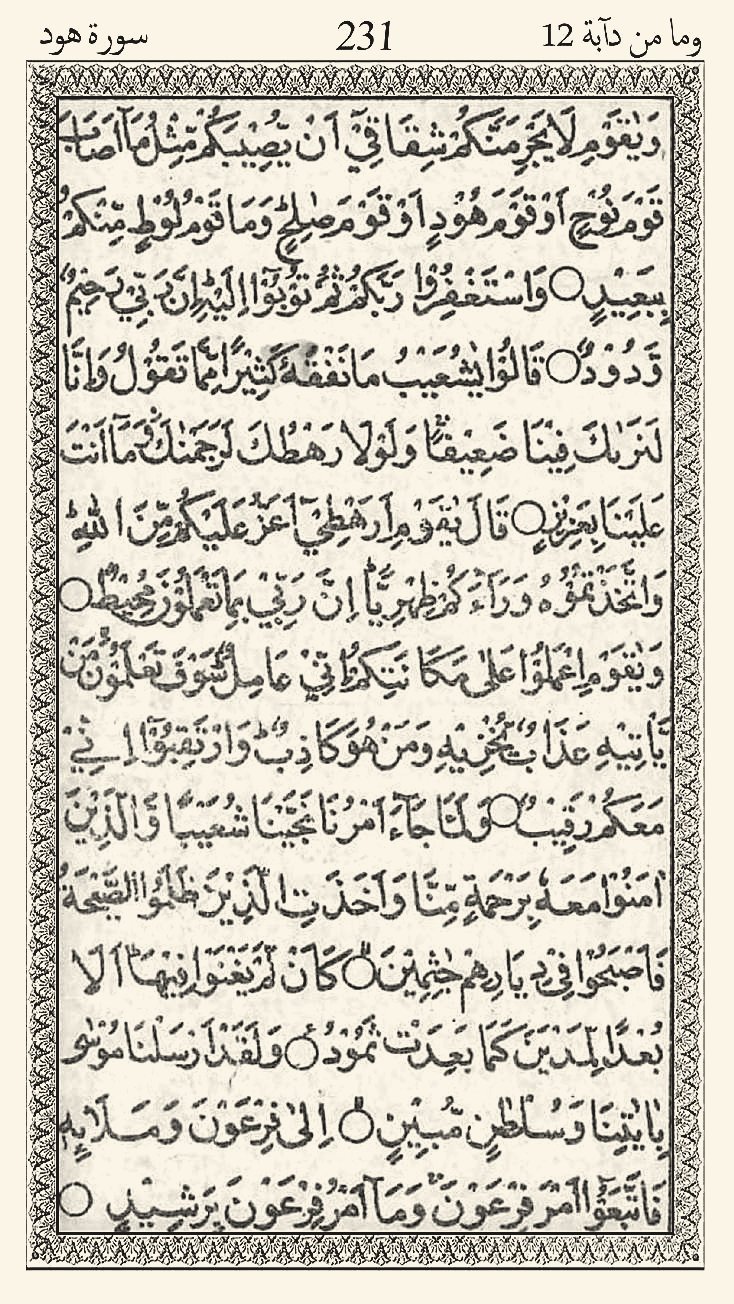 وما من دآبة 12 231 سورة هود
وَيٰقَوْمِ لَا يَجْرِمَنَّكُمْ شِقَاقِيْۤ اَنْ يُّصِيْبَكُمْ مِّثْلُ مَاۤ اَصَابَ
قَوْمَ نُوْحٍ اَوْ قَوْمَ هُوْدٍ اَوْ قَوْمَ صٰلِحٍ ؕ وَمَا قَوْمُ لُوْطٍ مِّنْكُمْ
بِبَعِيْدٍ ○ وَاسْتَغْفِرُوْا رَبَّكُمْ ثُمَّ تُوْبُوْۤا اِلَيْهِ ؕ اِنَّ رَبِّيْ رَحِيْمٌ
وَّدُوْدٌ ○ قَالُوْا يٰشُعَيْبُ مَا نَفْقَهُ كَثِيْرًا مِّمَّا تَقُوْلُ وَاِنَّا
لَنَرٰىكَ فِيْنَا ضَعِيْفًا ۚ وَلَوْلَا رَهْطُكَ لَرَجَمْنٰكَ ؗ وَمَاۤ اَنْتَ
عَلَيْنَا بِعَزِيْزٍ ○ قَالَ يٰقَوْمِ اَرَهْطِيْۤ اَعَزُّ عَلَيْكُمْ مِّنَ اللّٰهِ ؕ
وَاتَّخَذْتُمُوْهُ وَرَآءَكُمْ ظِهْرِيًّا ؕ اِنَّ رَبِّيْ بِمَا تَعْمَلُوْنَ مُحِيْطٌ ○
وَيٰقَوْمِ اعْمَلُوْا عَلٰى مَكَانَتِكُمْ اِنِّيْ عَامِلٌ ؕ سَوْفَ تَعْلَمُوْنَ ۙ مَنْ
يَّاْتِيْهِ عَذَابٌ يُّخْزِيْهِ وَمَنْ هُوَ كَاذِبٌ ؕ وَارْتَقِبُوْۤا اِنِّيْ
مَعَكُمْ رَقِيْبٌ ○ وَلَمَّا جَآءَ اَمْرُنَا نَجَّيْنَا شُعَيْبًا وَّالَّذِيْنَ
اٰمَنُوْا مَعَهٗ بِرَحْمَةٍ مِّنَّا وَاَخَذَتِ الَّذِيْنَ ظَلَمُوا الصَّيْحَةُ
فَاَصْبَحُوْا فِيْ دِيَارِهِمْ جٰثِمِيْنَ ○ كَاَنْ لَّمْ يَغْنَوْا فِيْهَا ؕ اَلَا
بُعْدًا لِّمَدْيَنَ كَمَا بَعِدَتْ ثَمُوْدُ ○ وَلَقَدْ اَرْسَلْنَا مُوْسٰى
بِاٰيٰتِنَا وَسُلْطٰنٍ مُّبِيْنٍ ○ اِلٰى فِرْعَوْنَ وَمَلَا۟ئِهٖ
فَاتَّبَعُوْۤا اَمْرَ فِرْعَوْنَ ۚ وَمَاۤ اَمْرُ فِرْعَوْنَ بِرَشِيْدٍ ○